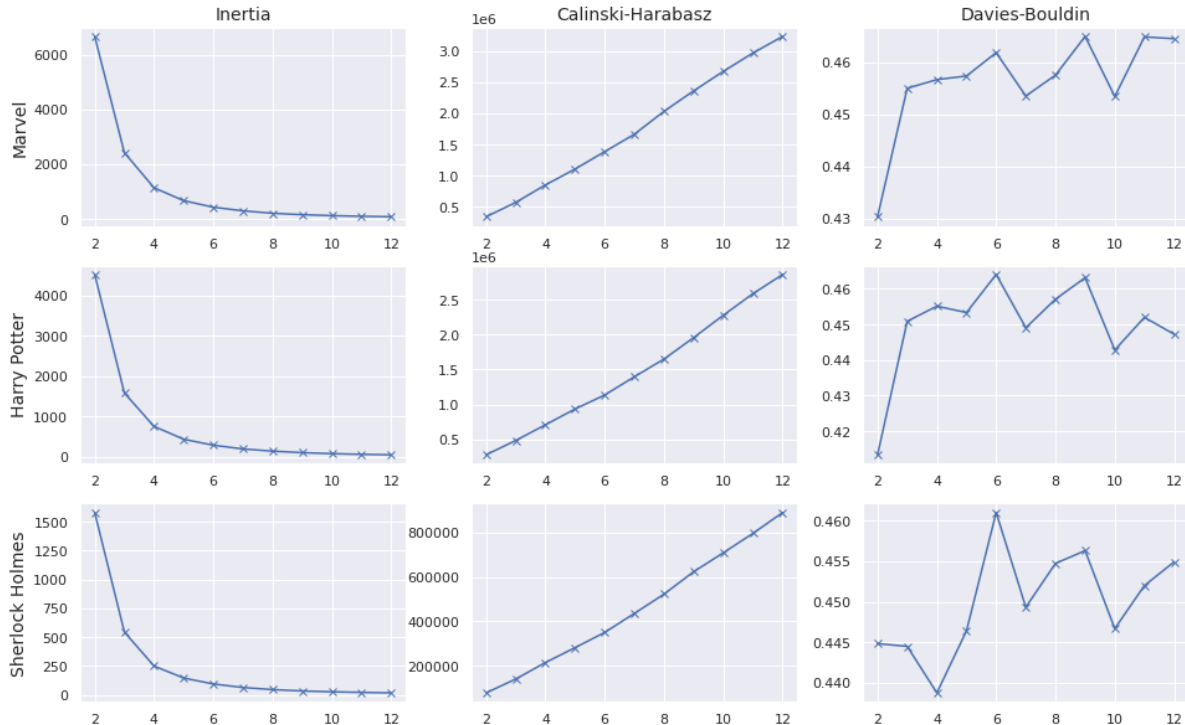 Inertia
Calinski-Harabasz
Davies-Bouldin
Marvel
6000
4000
2000
0
2 4 6 8 10 12
1e6
3.0
2.5
2.0
1.5
1.0
0.5
2 4 6 8 10 12
0.46
0.45
0.44
0.43
2 4 6 8 10 12
Harry Potter
4000
3000
2000
1000
0
2 4 6 8 10 12
1e6
2.5
2.0
1.5
1.0
0.5
2 4 6 8 10 12
0.46
0.45
0.44
0.43
0.42
2 4 6 8 10 12
Sherlock Holmes
1500
1250
1000
750
500
250
0
2 4 6 8 10 12
800000
600000
400000
200000
2 4 6 8 10 12
0.460
0.455
0.450
0.445
0.440
2 4 6 8 10 12